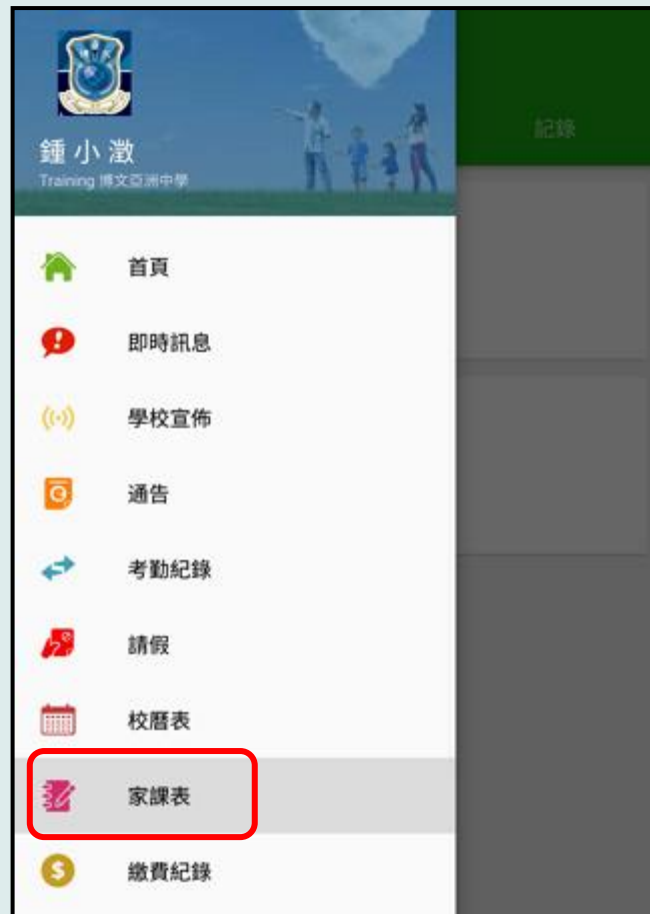 鍾小澂
Training 博文亞洲中學
記錄
首頁
即時訊息
學校宣佈
通告
考勤紀錄
請假
校曆表
家課表
繳費紀錄